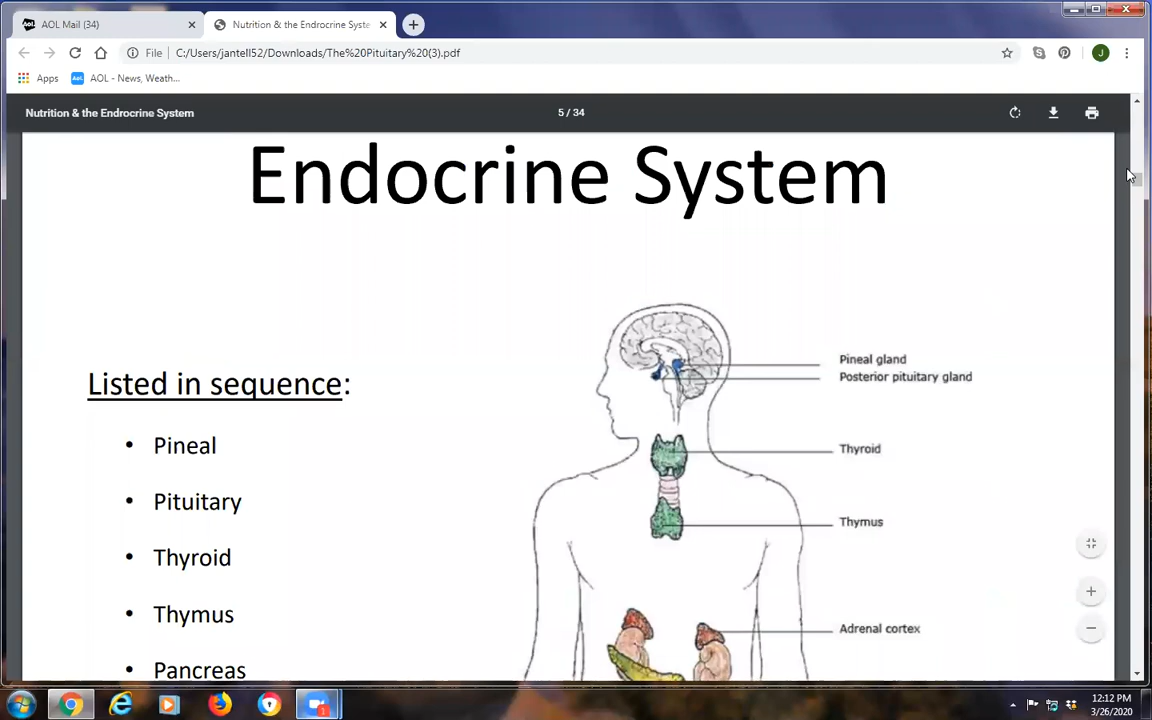 AOL Mail (34)
Nutrition & the Endocrine Syste
File
C:/Users/jantell52/Downloads/The%20Pituitary%20(3).pdf
J
Apps
Aol.
AOL - News, Weath...
Nutrition & the Endocrine System
5 / 34
Endocrine System
Listed in sequence:
• Pineal
• Pituitary
• Thyroid
• Thymus
• Pancreas
Pineal gland
Posterior pituitary gland
Thyroid
Thymus
Adrenal cortex
12:12 PM
3/26/2020